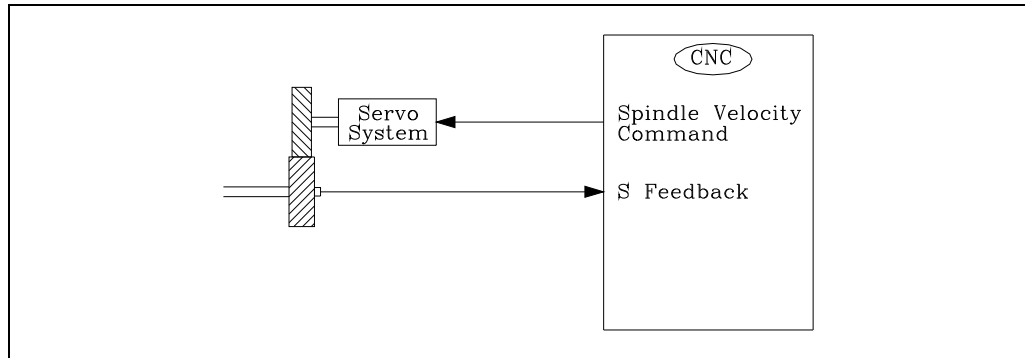 CNC
Servo
System
Spindle Velocity
Command
S Feedback